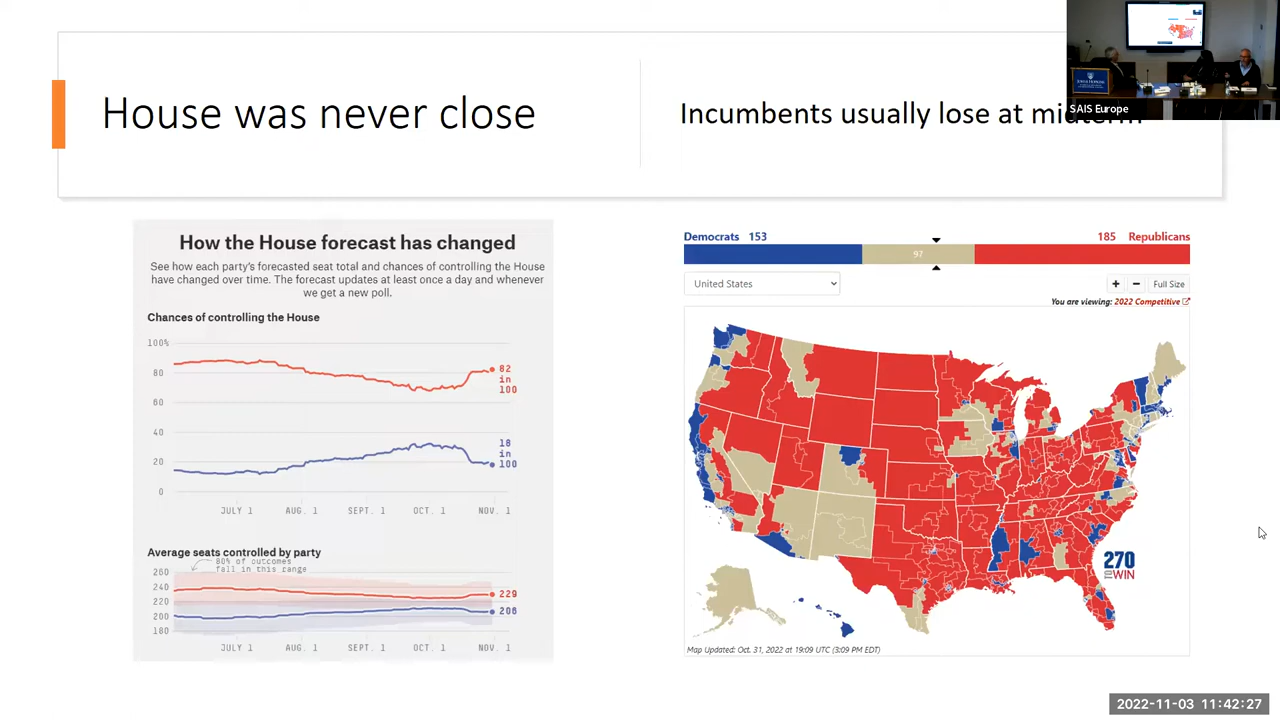 House was never close
Incumbents usually lose at
SAIS Europe
How the House forecast has changed
See how each party's forecasted seat total and chances of controlling the House
have changed over time. The forecast updates at least once a day and whenever
we get a new poll.
Chances of controlling the House
100%
80
60
40
20
0
82
in
100
18
in
100
JULY 1 AUG. 1 SEPT. 1 OCT. 1 NOV. 1
Average seats controlled by party
80% of outcomes
fall in this range
260
240
220
200
180
229
206
JULY 1 AUG. 1 SEPT. 1 OCT. 1 NOV. 1
Democrats 153
185 Republicans
97
United States
+ − Full Size
You are viewing: 2022 Competitive
270
TO WIN
Map Updated: Oct. 31, 2022 at 19:09 UTC (3:09 PM EDT)
2022-11-03 11:42:27